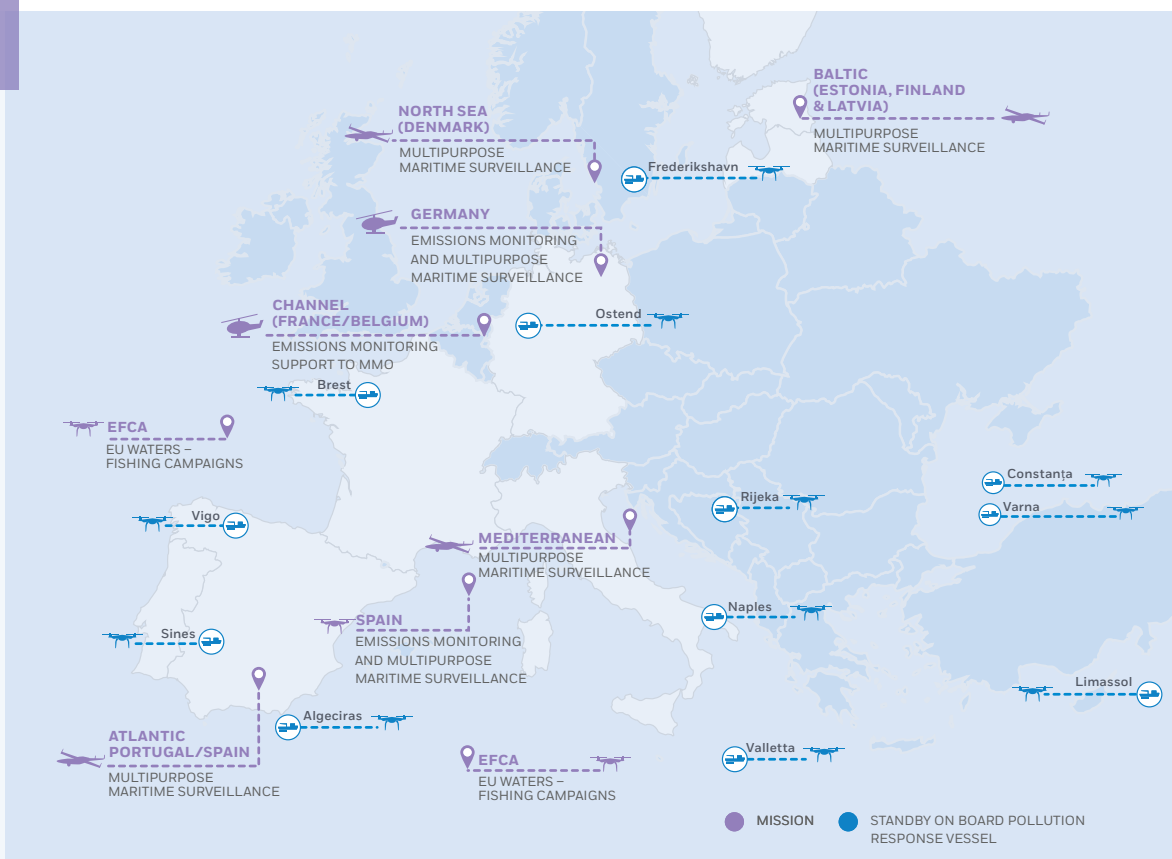 BALTIC
(ESTONIA, FINLAND
& LATVIA)
MULTIPURPOSE
MARITIME SURVEILLANCE
NORTH SEA
(DENMARK)
MULTIPURPOSE
MARITIME SURVEILLANCE
Frederikshavn
GERMANY
EMISSIONS MONITORING
AND MULTIPURPOSE
MARITIME SURVEILLANCE
CHANNEL
(FRANCE/BELGIUM)
EMISSIONS MONITORING
SUPPORT TO MMO
Ostend
Brest
EFCA
EU WATERS –
FISHING CAMPAIGNS
Constanța
Rijeka
Varna
Vigo
MEDITERRANEAN
MULTIPURPOSE
MARITIME SURVEILLANCE
Naples
SPAIN
EMISSIONS MONITORING
AND MULTIPURPOSE
MARITIME SURVEILLANCE
Sines
Limassol
Algeciras
ATLANTIC
PORTUGAL/SPAIN
MULTIPURPOSE
MARITIME SURVEILLANCE
Valletta
EFCA
EU WATERS –
FISHING CAMPAIGNS
MISSION
STANDBY ON BOARD POLLUTION
RESPONSE VESSEL